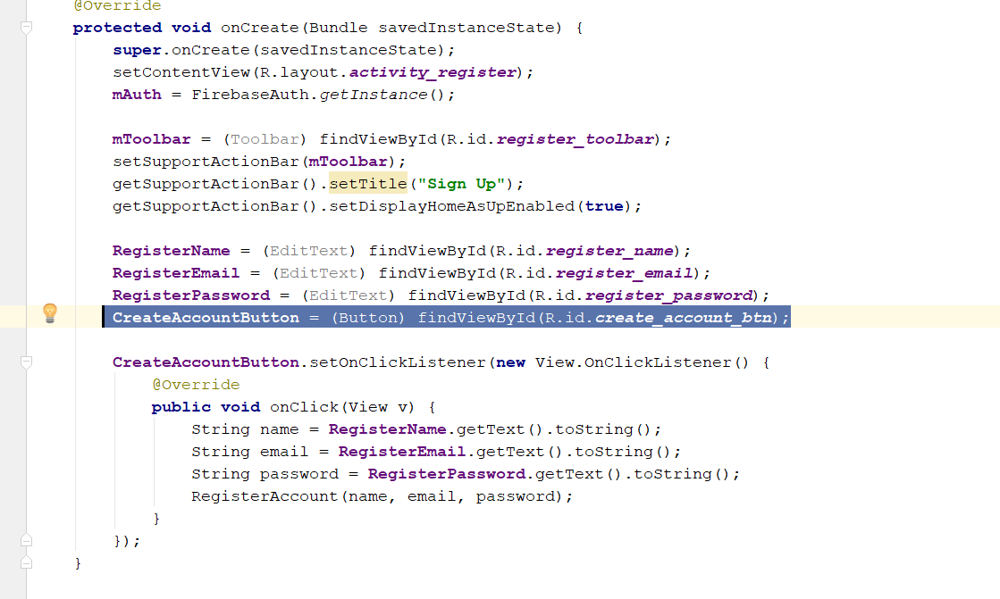 @Override
protected void onCreate(Bundle savedInstanceState) {
super.onCreate(savedInstanceState);
setContentView(R.layout.activity_register);
mAuth = FirebaseAuth.getInstance();
mToolbar = (Toolbar) findViewById(R.id.register_toolbar);
setSupportActionBar(mToolbar);
getSupportActionBar().setTitle("Sign Up");
getSupportActionBar().setDisplayHomeAsUpEnabled(true);
RegisterName = (EditText) findViewById(R.id.register_name);
RegisterEmail = (EditText) findViewById(R.id.register_email);
RegisterPassword = (EditText) findViewById(R.id.register_password);
CreateAccountButton = (Button) findViewById(R.id.create_account_btn);
CreateAccountButton.setOnClickListener(new View.OnClickListener() {
@Override
public void onClick(View v) {
String name = RegisterName.getText().toString();
String email = RegisterEmail.getText().toString();
String password = RegisterPassword.getText().toString();
RegisterAccount(name, email, password);
}
});
}